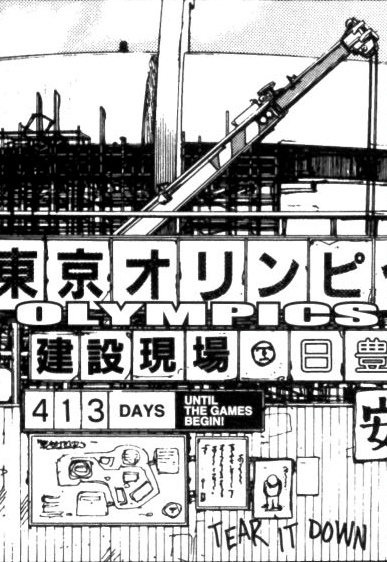 東京オリンピッ
OLYMPICS
建設現場 日豊
413 DAYS UNTIL THE GAMES BEGIN!
安
TEAR IT DOWN